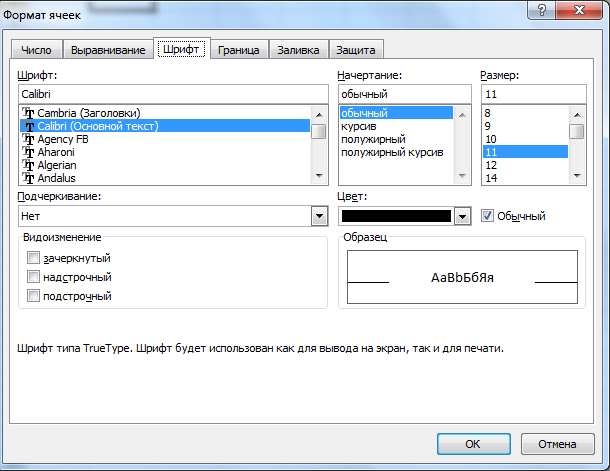 Формат ячеек
Число Выравнивание Шрифт Граница Заливка Защита
Шрифт: Начертание: Размер:
Calibri обычный 11
Cambria (Заголовки) обычный 8
Calibri (Основной текст) курсив 9
Agency FB полужирный 10
Aharoni полужирный курсив 11
Algerian 12
Andalus 14
Подчеркивание: Цвет:
Нет Обычный
Видоизменение Образец
зачеркнутый
надстрочный AaBbБбЯя
подстрочный
Шрифт типа TrueType. Шрифт будет использован как для вывода на экран, так и для печати.
ОК Отмена